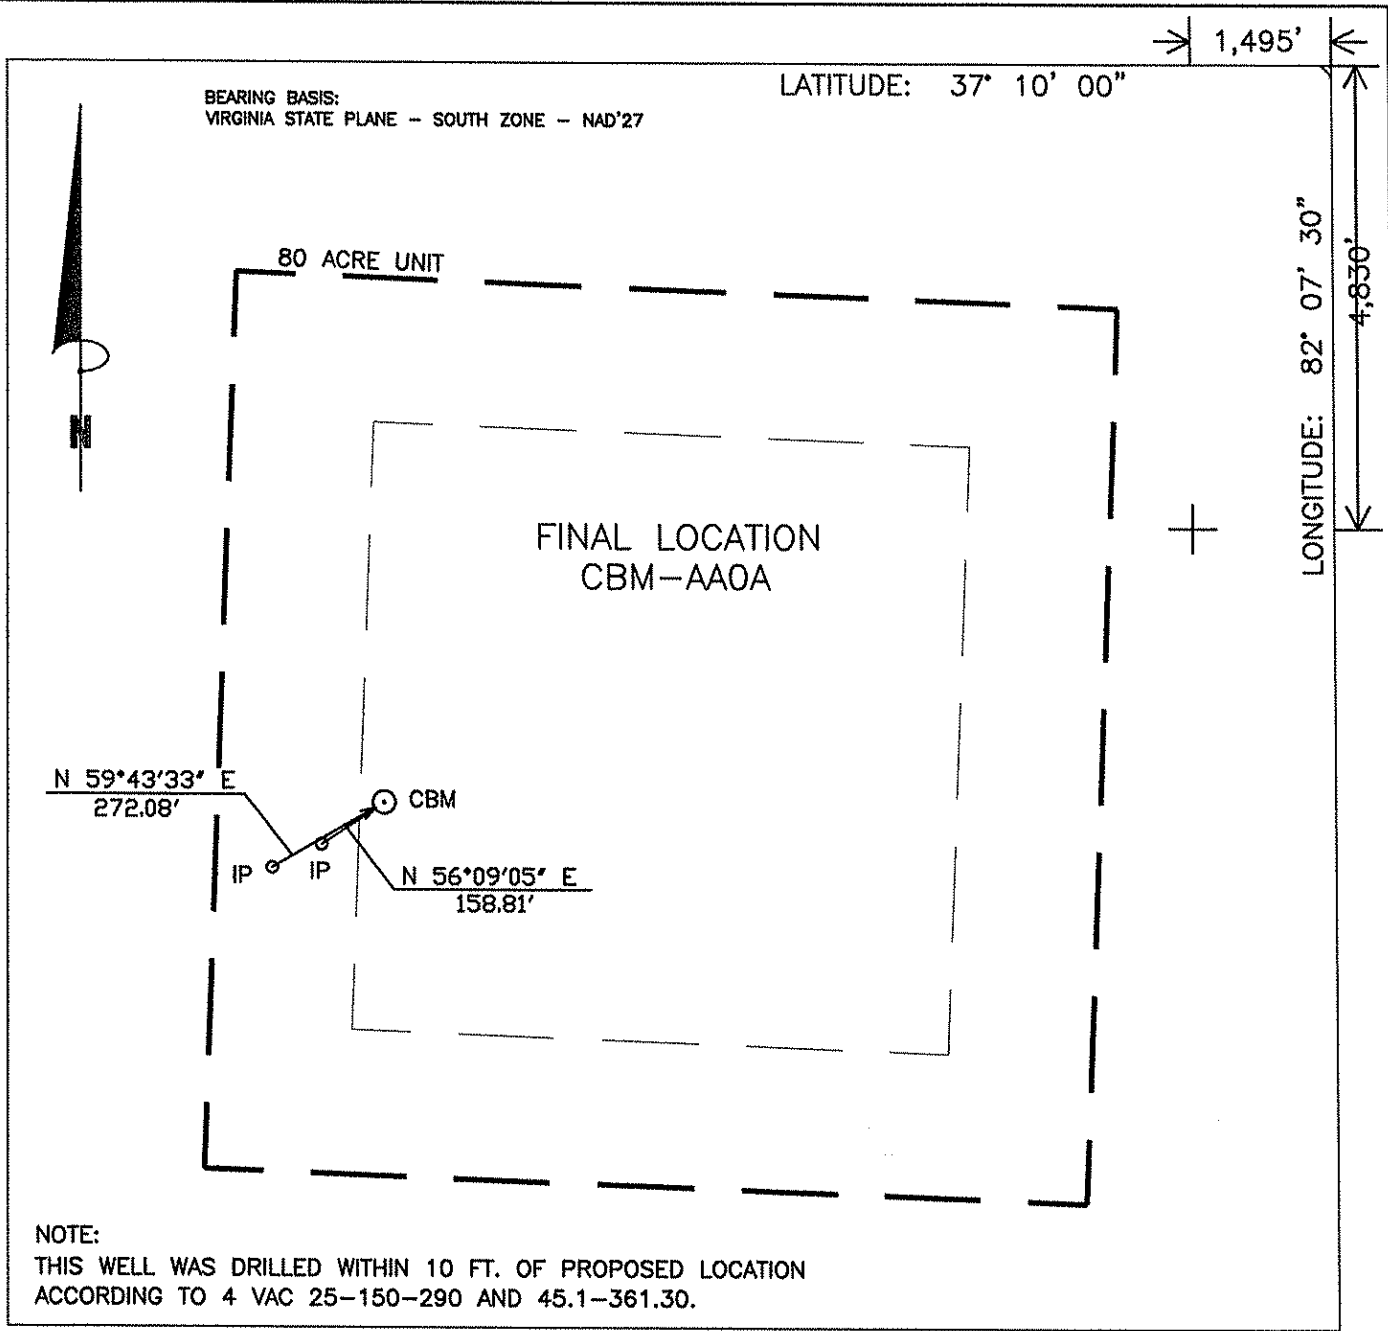 1,495'
LATITUDE: 37° 10' 00"
BEARING BASIS:
VIRGINIA STATE PLANE - SOUTH ZONE - NAD'27
LONGITUDE: 82° 07' 30"
4,830'
80 ACRE UNIT
N
FINAL LOCATION
CBM-AA0A
N 59°43'33" E
272.08'
CBM
IP
IP
N 56°09'05" E
158.81'
NOTE:
THIS WELL WAS DRILLED WITHIN 10 FT. OF PROPOSED LOCATION
ACCORDING TO 4 VAC 25-150-290 AND 45.1-361.30.